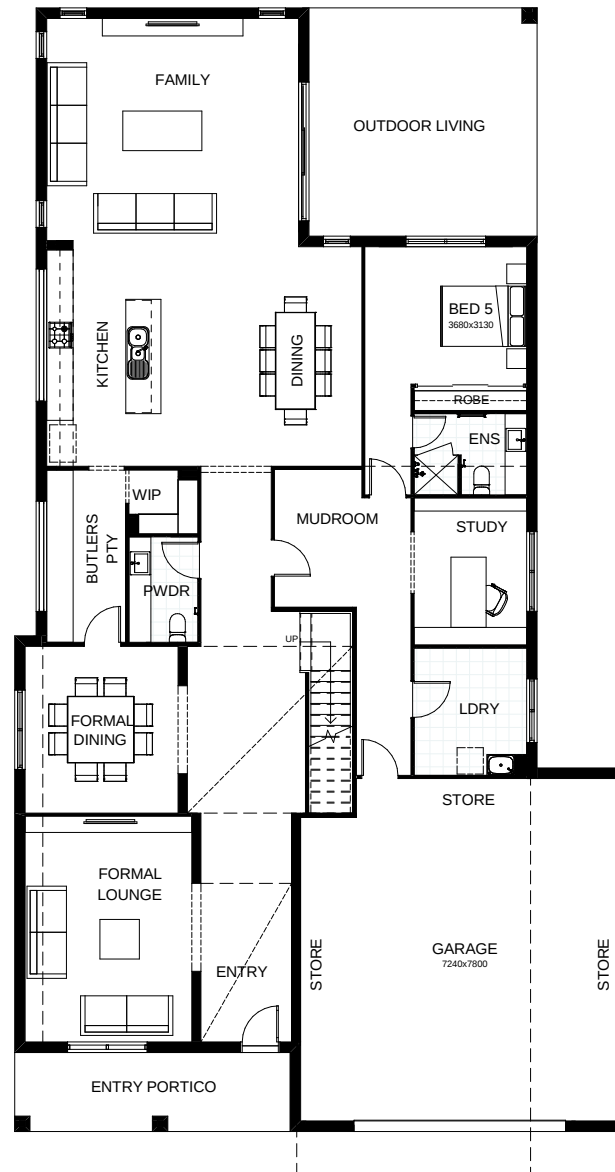 FAMILY
OUTDOOR LIVING
BED 5
3680x3130
KITCHEN
DINING
ROBE
ENS
WIP
MUDROOM
STUDY
BUTLERS
PTY
PWDR
UP
LDRY
FORMAL
DINING
STORE
FORMAL
LOUNGE
ENTRY
STORE
GARAGE
7240x7800
STORE
ENTRY PORTICO